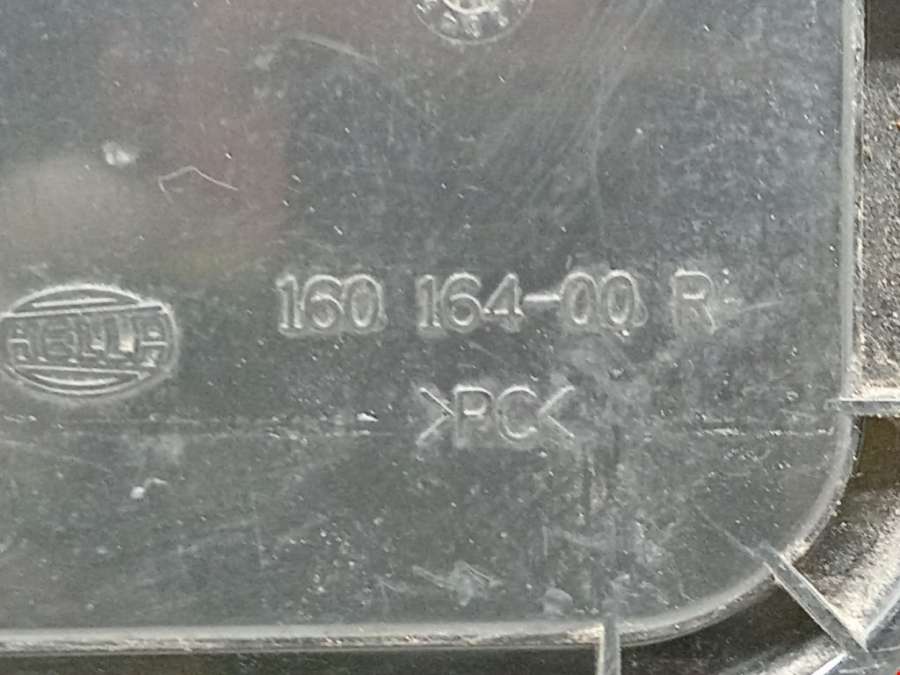 160 164-00 R
HELLA
>PC<